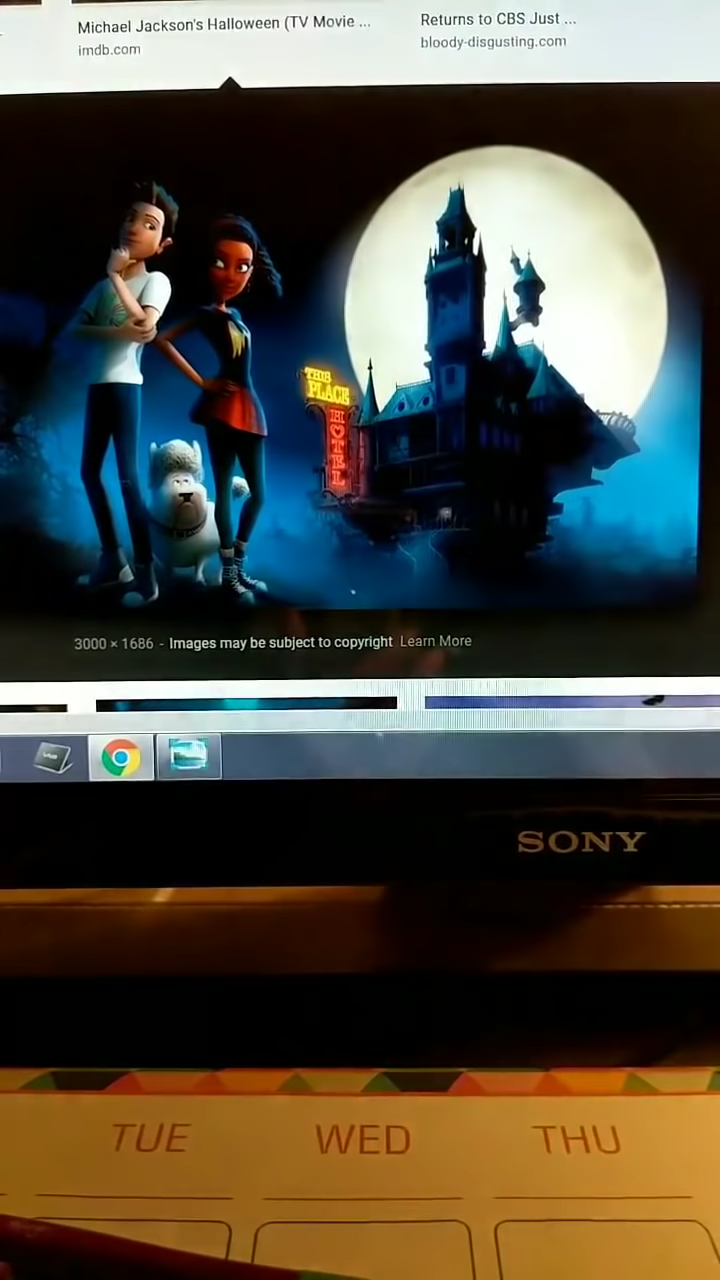 Michael Jackson's Halloween (TV Movie ...
imdb.com
Returns to CBS Just ...
bloody-disgusting.com
THIS
PLACE
HOTEL
3000 × 1686 - Images may be subject to copyright Learn More
SONY
TUE WED THU